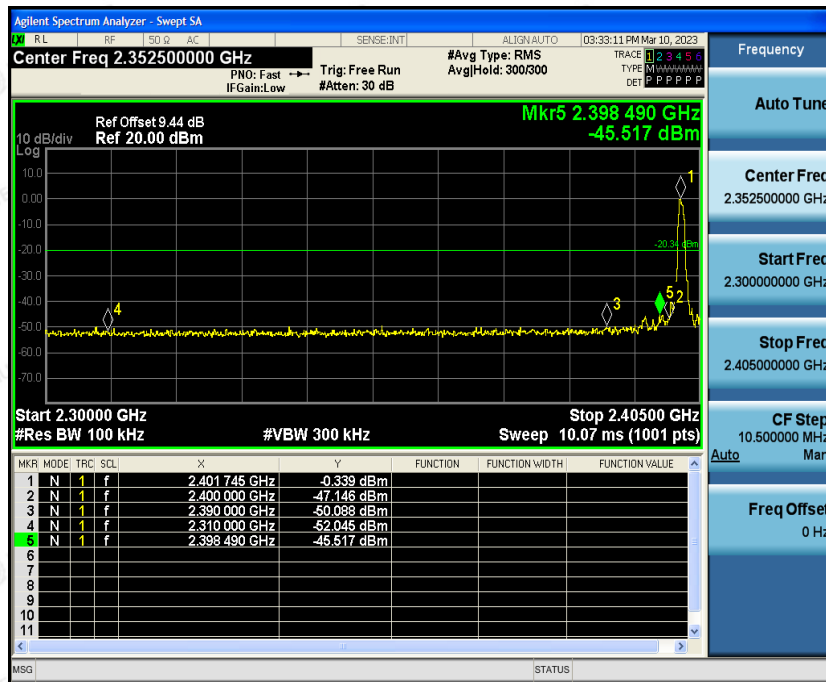 Agilent Spectrum Analyzer - Swept SA
LXI RL RF 50 Ω AC SENSE:INT ALIGN AUTO 03:33:11 PM Mar 10, 2023
Center Freq 2.352500000 GHz
PNO: Fast
IFGain:Low
Trig: Free Run
#Atten: 30 dB
#Avg Type: RMS
Avg|Hold: 300/300
TRACE 1 2 3 4 5 6
TYPE M
DET P P P P P P
Ref Offset 9.44 dB
10 dB/div Ref 20.00 dBm
Log
Mkr5 2.398 490 GHz
-45.517 dBm
10.0
0.00
-10.0
-20.0
-30.0
-40.0
-50.0
-60.0
-70.0
1
-20.34 dBm
4
3
5
2
Start 2.30000 GHz Stop 2.40500 GHz
#Res BW 100 kHz #VBW 300 kHz Sweep 10.07 ms (1001 pts)
MKR MODE TRC SCL X Y FUNCTION FUNCTION WIDTH FUNCTION VALUE
1 N 1 f 2.401 745 GHz -0.339 dBm
2 N 1 f 2.400 000 GHz -47.146 dBm
3 N 1 f 2.390 000 GHz -50.088 dBm
4 N 1 f 2.310 000 GHz -52.045 dBm
5 N 1 f 2.398 490 GHz -45.517 dBm
6
7
8
9
10
11
MSG STATUS
Frequency
Auto Tune
Center Freq
2.352500000 GHz
Start Freq
2.300000000 GHz
Stop Freq
2.405000000 GHz
CF Step
10.500000 MHz
Auto Man
Freq Offset
0 Hz